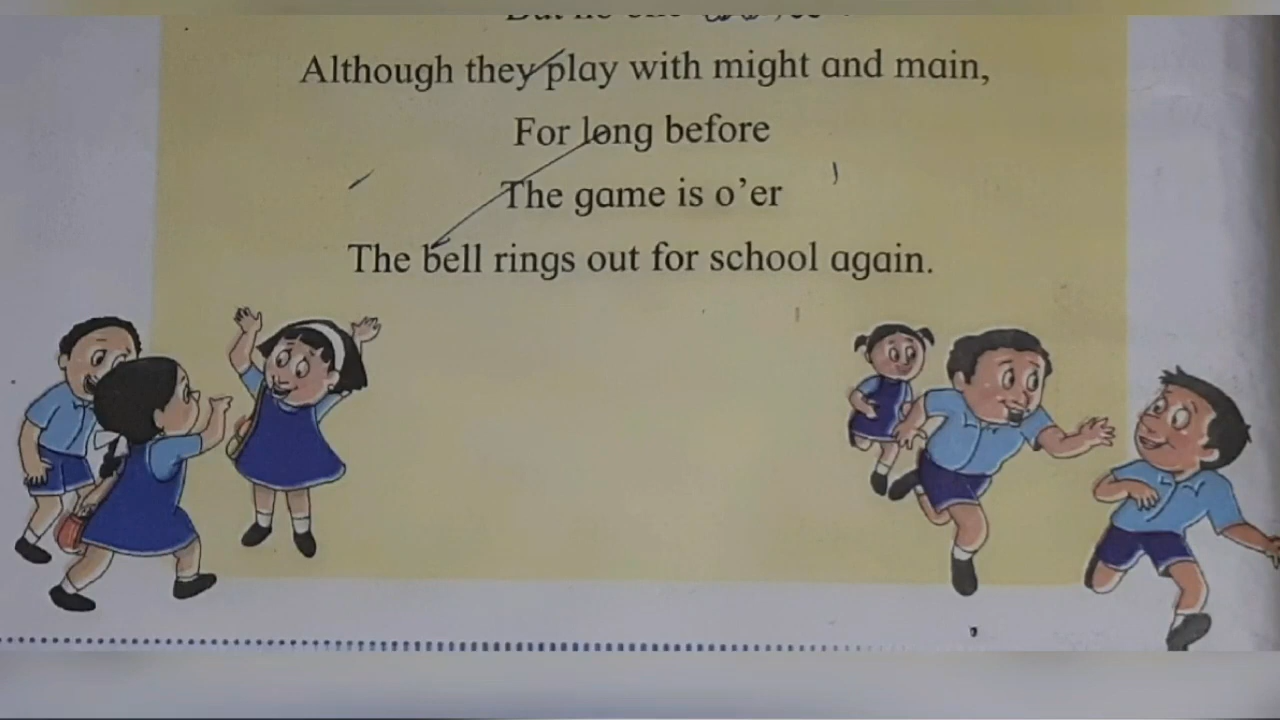 Although they play with might and main,
For long before
The game is o'er
The bell rings out for school again.